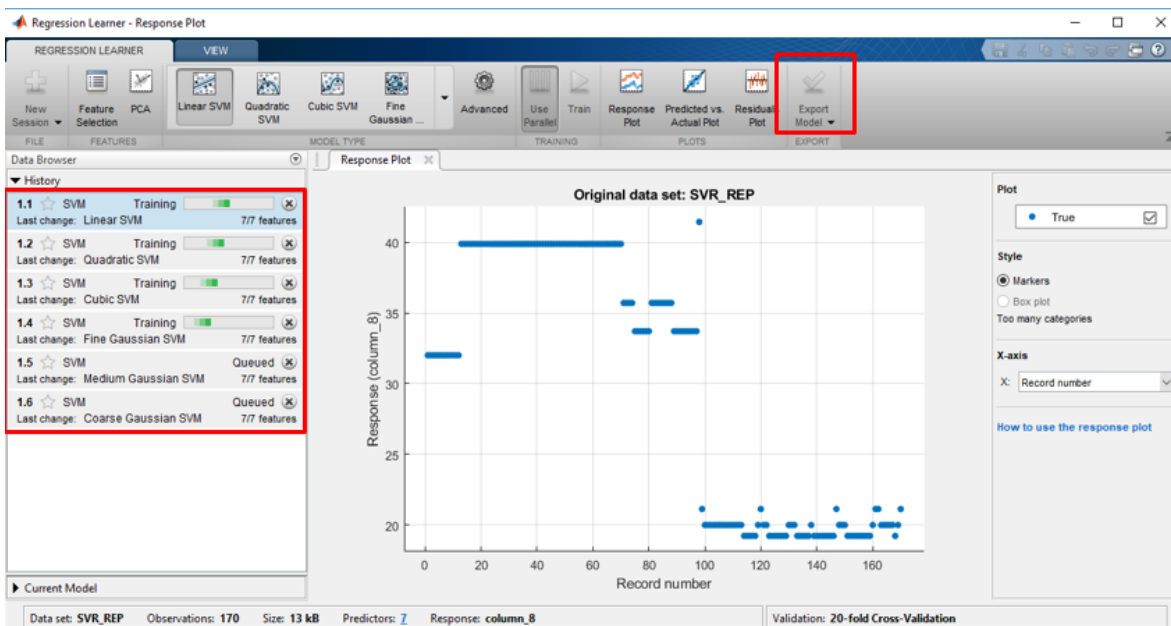 Regression Learner - Response Plot
REGRESSION LEARNER VIEW
New Session
Feature Selection
PCA
Linear SVM
Quadratic SVM
Cubic SVM
Fine Gaussian ...
Advanced
Use Parallel
Train
Response Plot
Predicted vs. Actual Plot
Residual Plot
Export Model
FILE FEATURES MODEL TYPE TRAINING PLOTS EXPORT
Data Browser
Response Plot
History
1.1 SVM Training
Last change: Linear SVM 7/7 features
1.2 SVM Training
Last change: Quadratic SVM 7/7 features
1.3 SVM Training
Last change: Cubic SVM 7/7 features
1.4 SVM Training
Last change: Fine Gaussian SVM 7/7 features
1.5 SVM Queued
Last change: Medium Gaussian SVM 7/7 features
1.6 SVM Queued
Last change: Coarse Gaussian SVM 7/7 features
Current Model
Original data set: SVR_REP
Response (column_8)
40
35
30
25
20
0 20 40 60 80 100 120 140 160
Record number
Plot
True
Style
Markers
Box plot
Too many categories
X-axis
X: Record number
How to use the response plot
Data set: SVR_REP Observations: 170 Size: 13 kB Predictors: 7 Response: column_8 Validation: 20-fold Cross-Validation